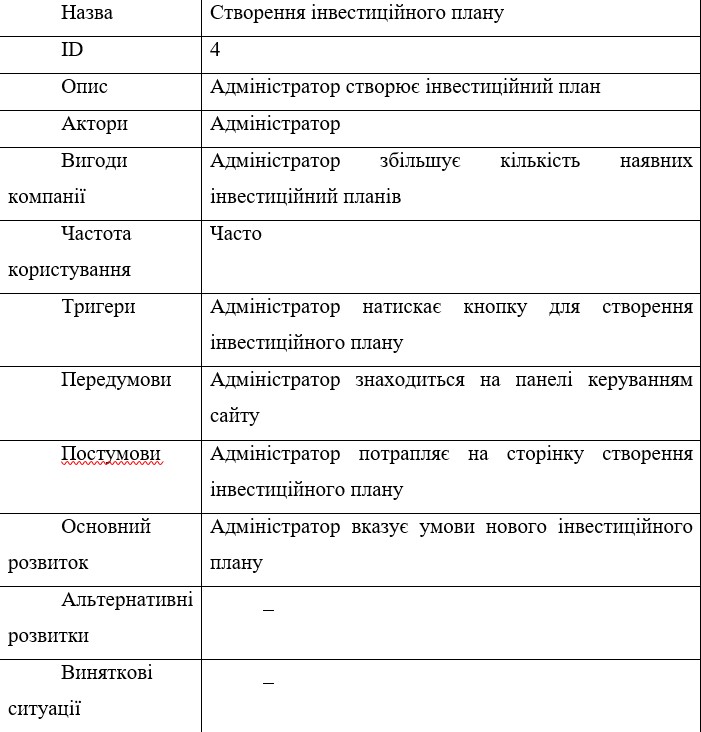 Назва Створення інвестиційного плану
ID 4
Опис Адміністратор створює інвестиційний план
Актори Адміністратор
Вигоди Адміністратор збільшує кількість наявних
компанії інвестиційний планів
Частота Часто
користування
Тригери Адміністратор натискає кнопку для створення
інвестиційного плану
Передумови Адміністратор знаходиться на панелі керуванням
сайту
Постумови Адміністратор потрапляє на сторінку створення
інвестиційного плану
Основний Адміністратор вказує умови нового інвестиційного
розвиток плану
Альтернативні –
розвитки
Виняткові –
ситуації